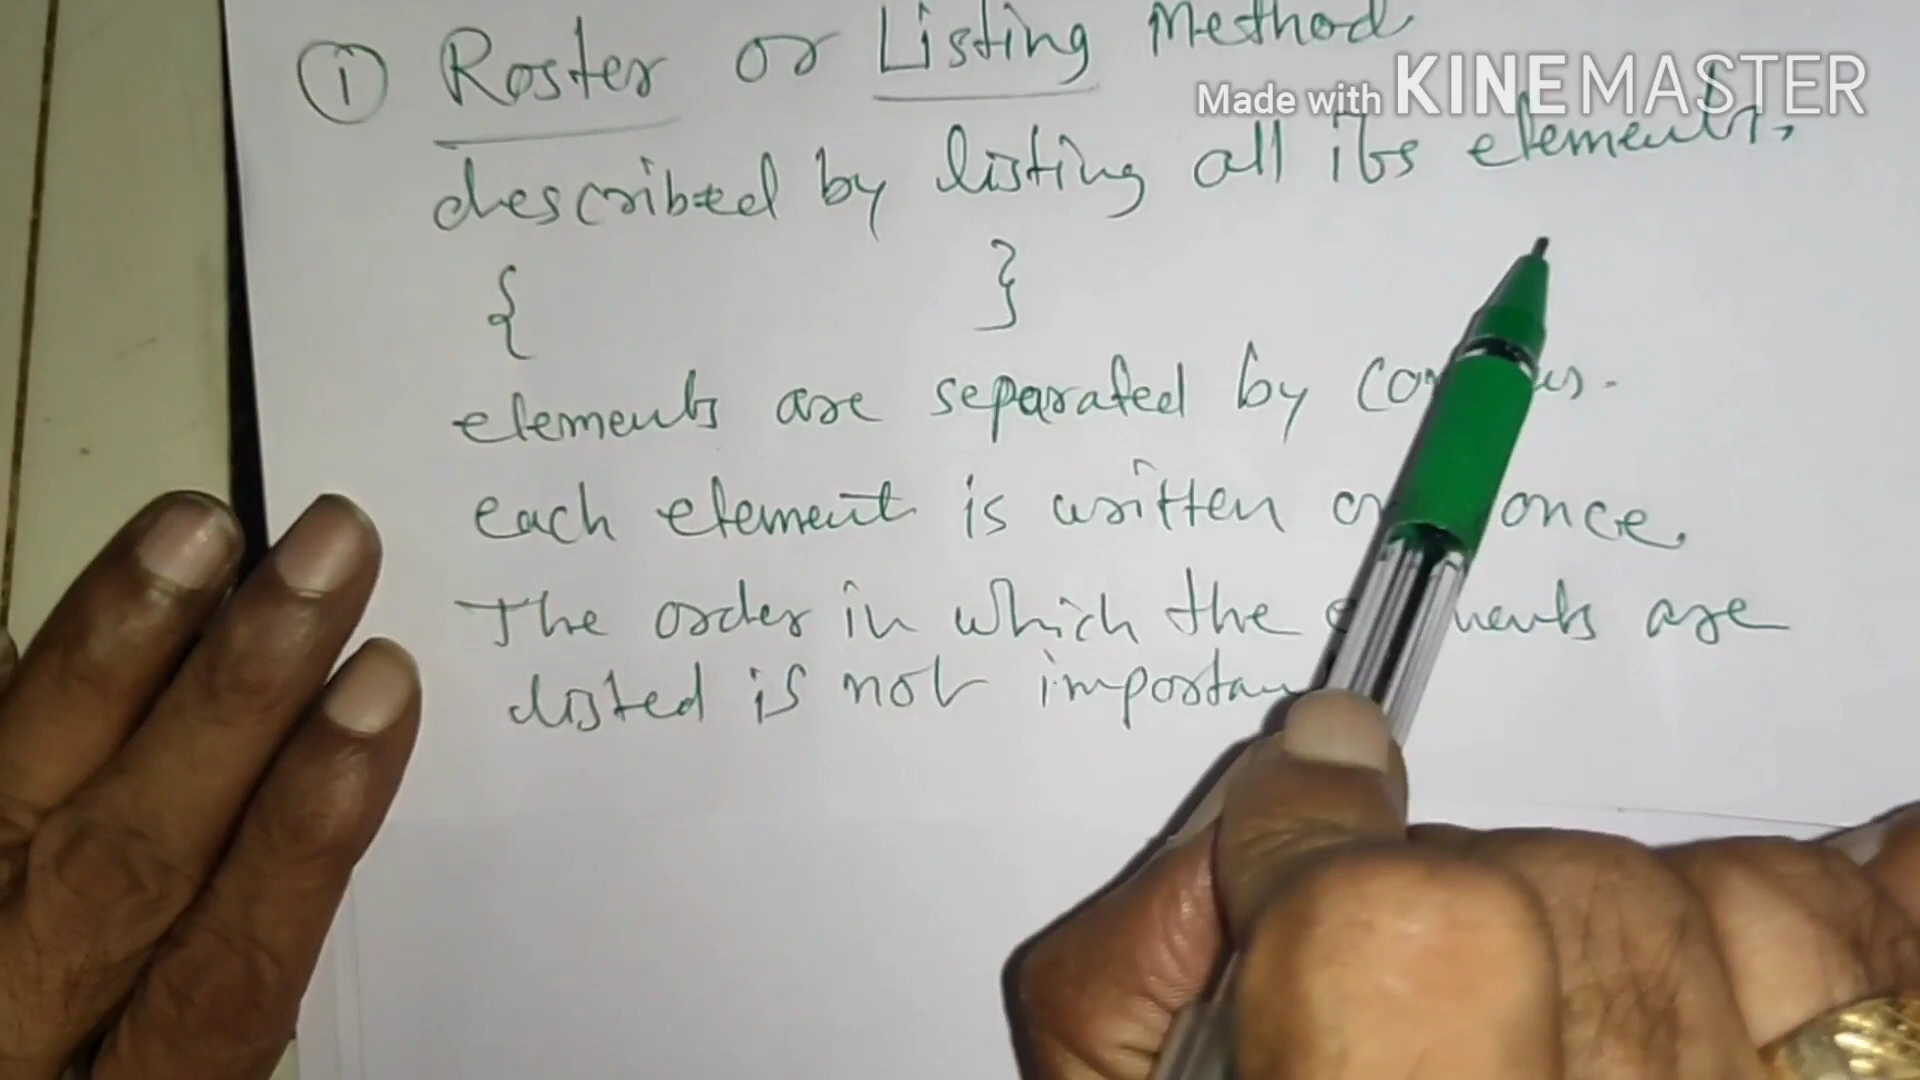 ① Roster or Listing Method
Made with KINEMASTER
described by listing all its elements.
{ }
elements are separated by
each element is written once.
The order in which the are
listed is not